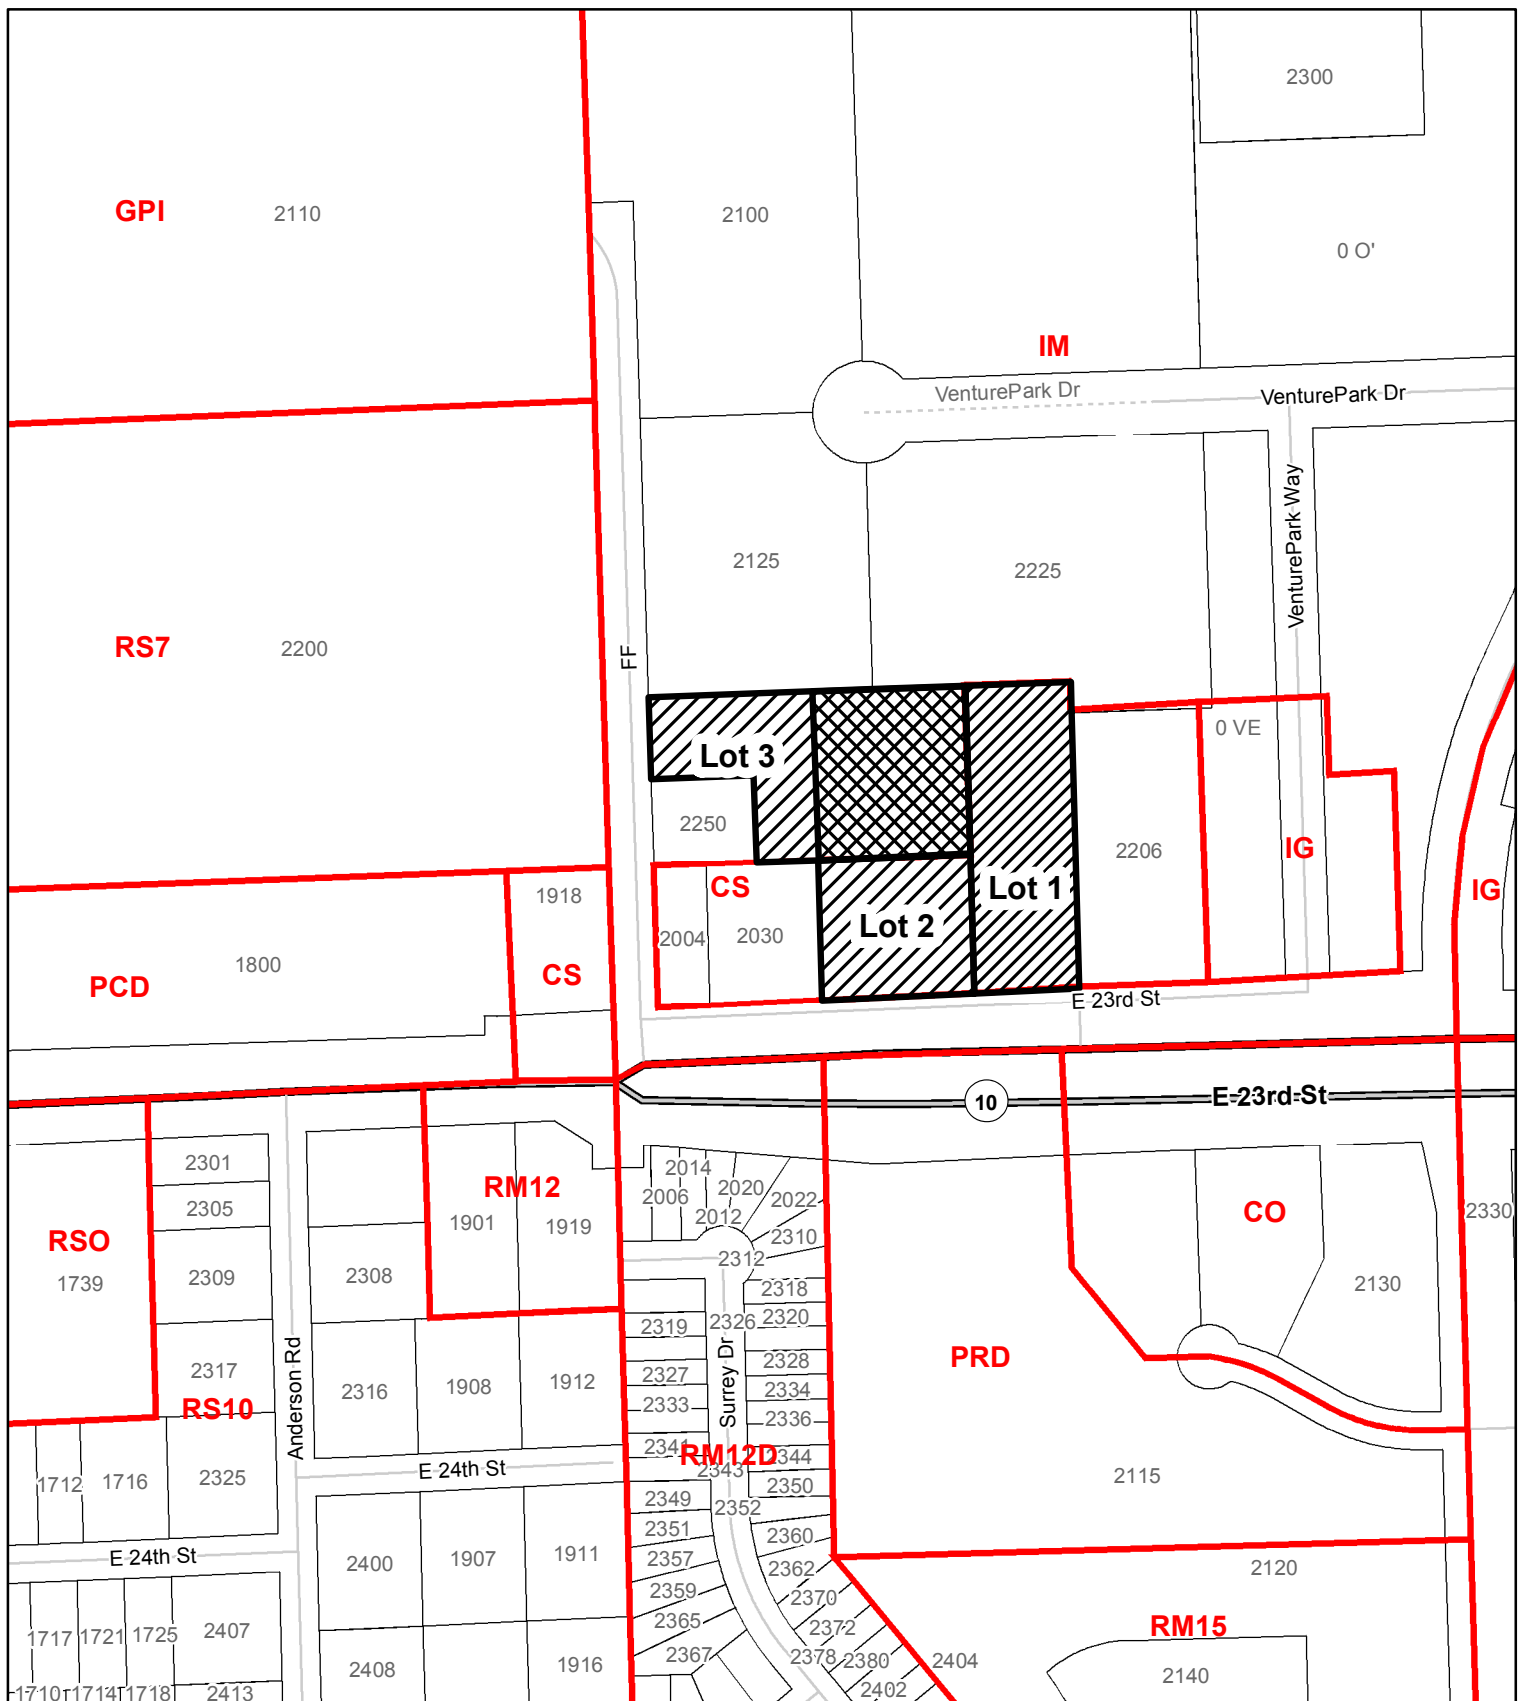 2300
GPI
2110
2100
0 O'
IM
VenturePark Dr
VenturePark Dr
VenturePark Way
2125
2225
RS7
2200
FF
Lot 3
0 VE
2250
2206
IG
IG
CS
Lot 1
1918
2004
2030
Lot 2
1800
CS
PCD
E 23rd St
10
E 23rd St
2301
2014
2006
2020
RM12
2022
2305
2012
1901
1919
2310
CO
2330
RSO
2312
1739
2309
2308
2130
2318
2319
2326
2320
Anderson Rd
Surrey Dr
PRD
2317
2316
1908
1912
2327
2328
2333
2334
RS10
2336
2341
RM12D
2344
1712
1716
2325
E 24th St
2343
2115
2349
2350
2352
2351
2360
E 24th St
2400
1907
1911
2357
2362
2120
2359
2370
2365
2372
RM15
1717
1721
1725
2407
2367
2378
2380
2404
2408
1916
2140
1710
1714
1718
2413
2402